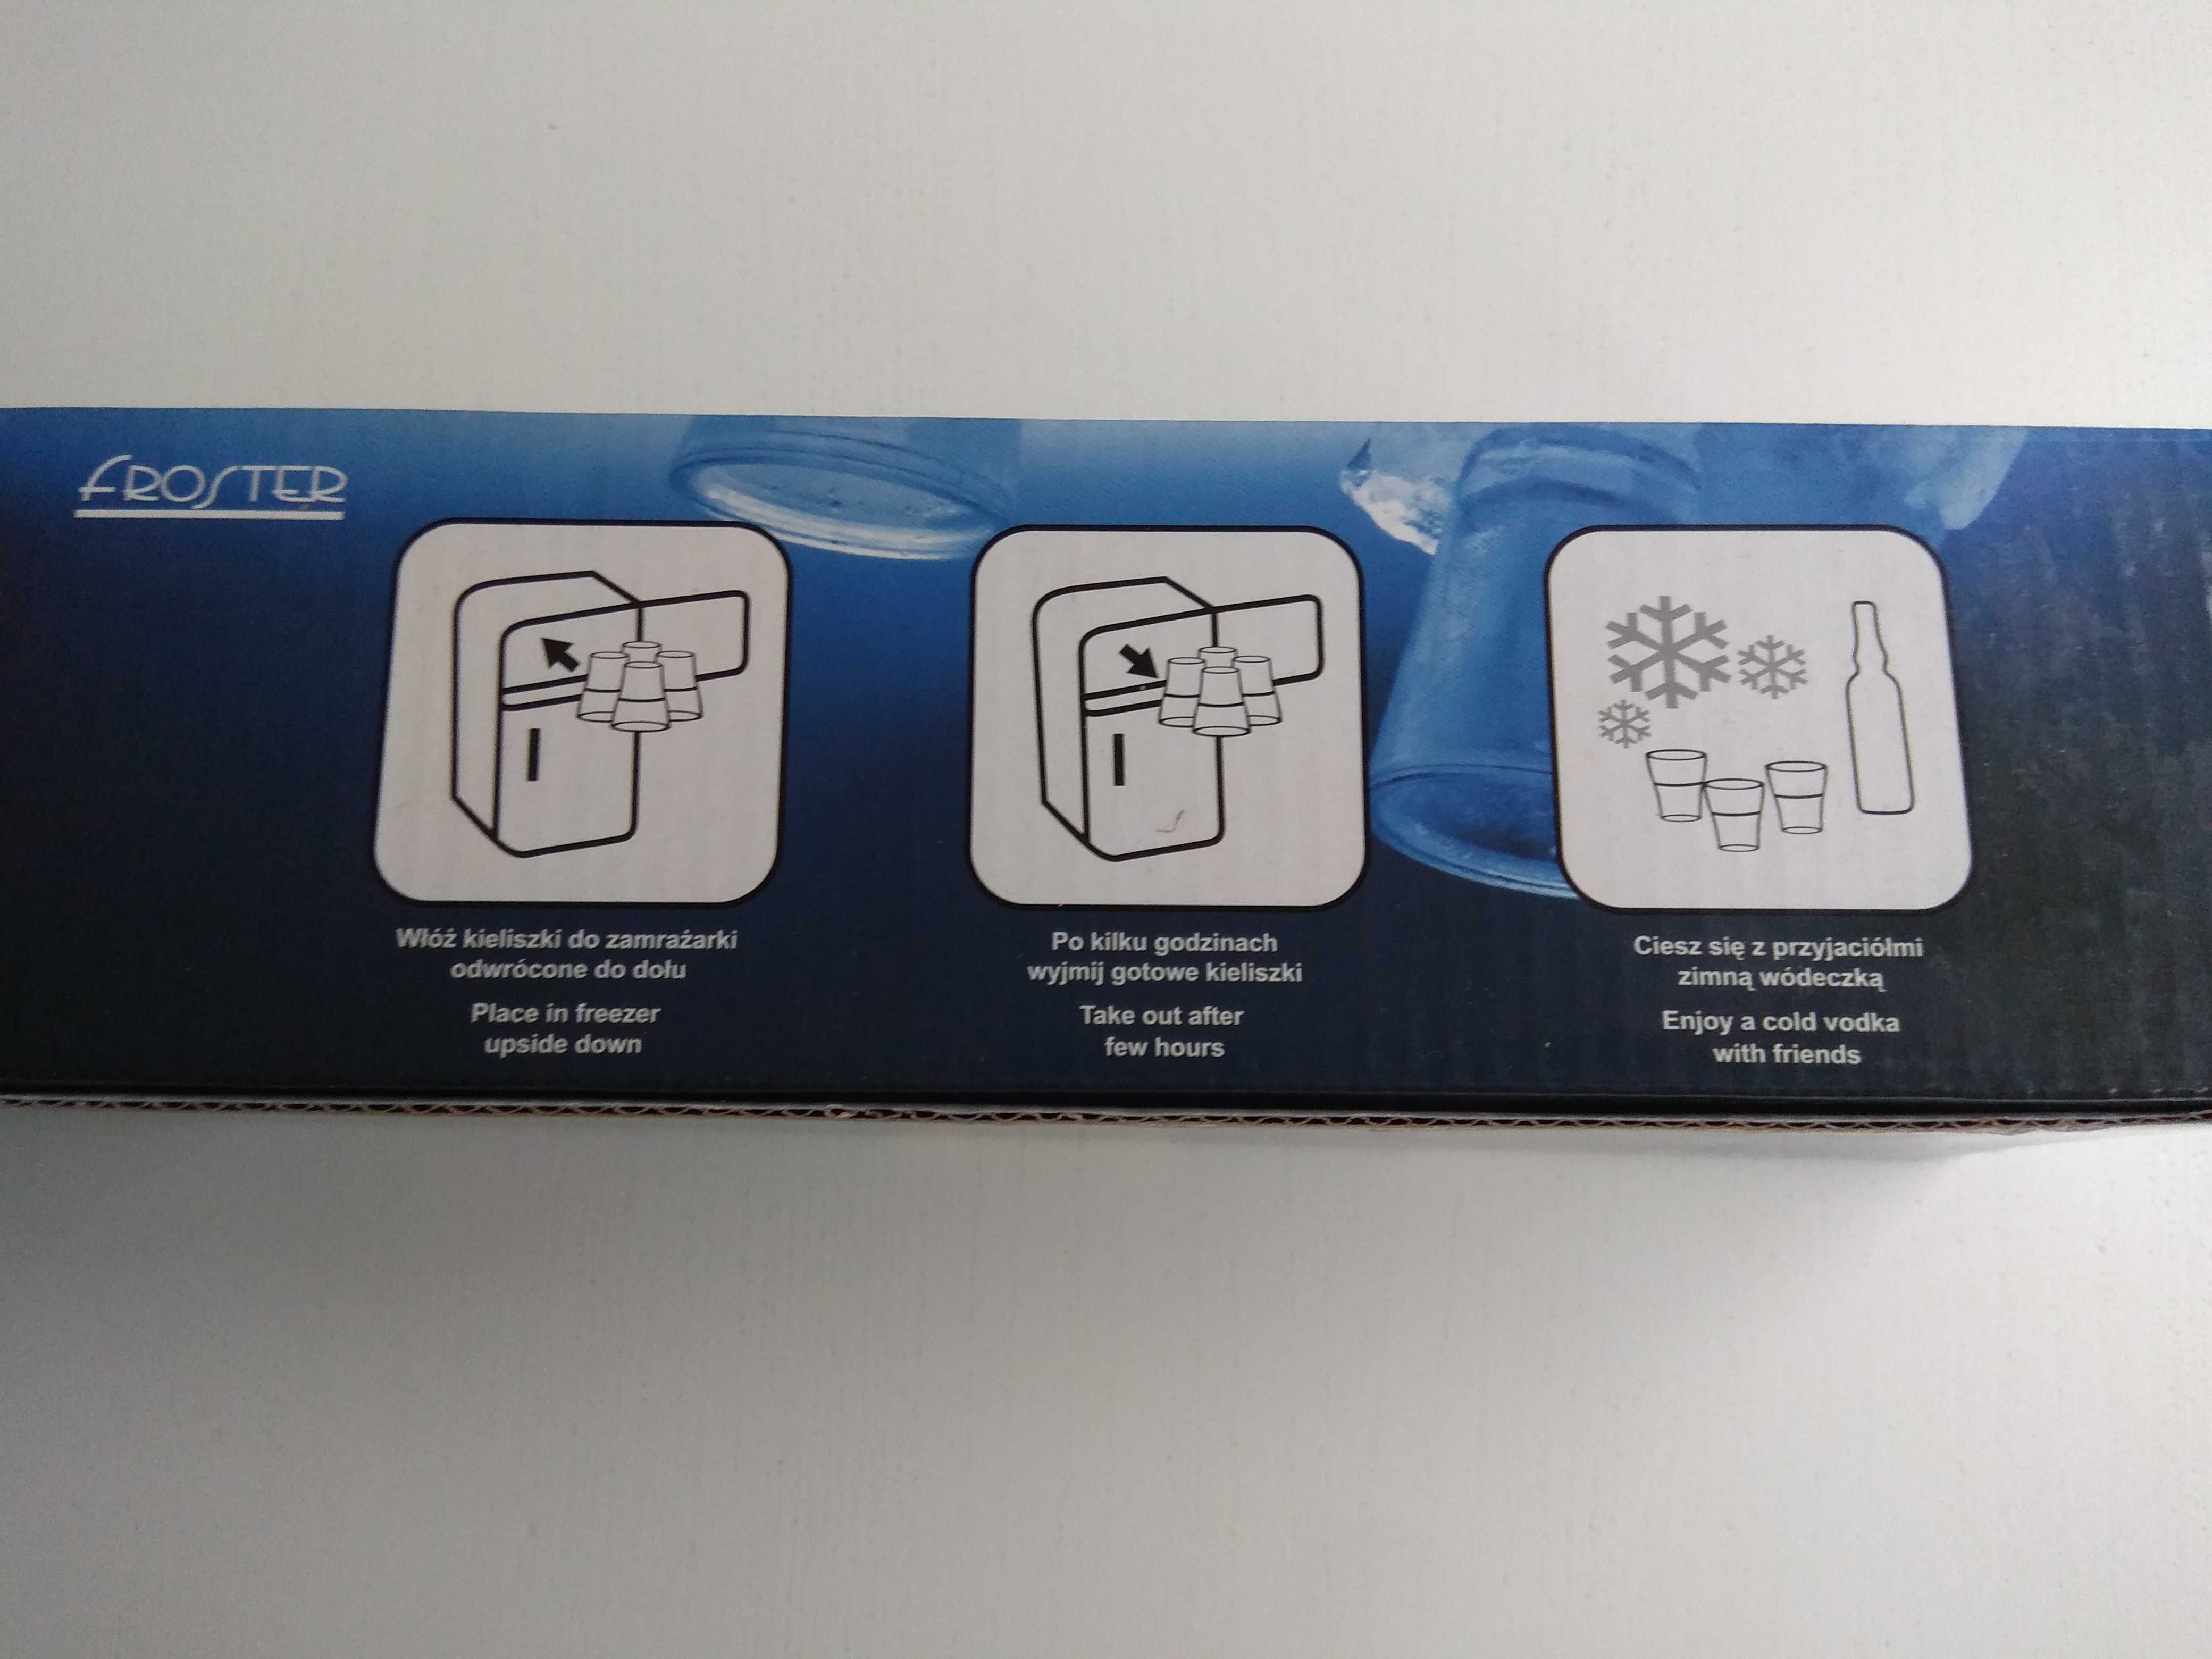 FROSTER
Włóż kieliszki do zamrażarki
odwrócone do dołu
Place in freezer
upside down
Po kilku godzinach
wyjmij gotowe kieliszki
Take out after
few hours
Ciesz się z przyjaciółmi
zimną wódeczką
Enjoy a cold vodka
with friends